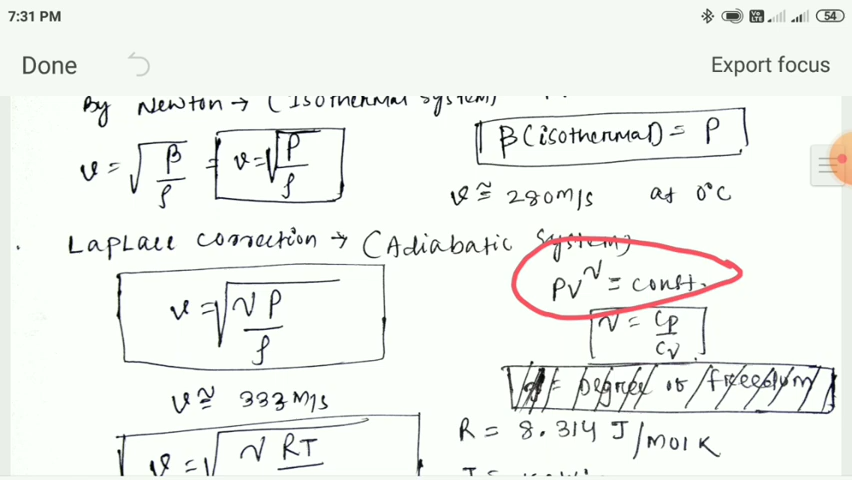 7:31 PM
54
Done
Export focus
By Newton → (Isothermal system)
v = √β/ρ = v = √P/ρ
β(isothermal) = P
v ≅ 280 m/s at 0°C
Laplace correction → (Adiabatic system)
PV^γ = const.
v = √γP/ρ
γ = Cp/Cv
= Degree of freedom
v ≅ 333 m/s
R = 8.314 J/mol K
v = √γRT